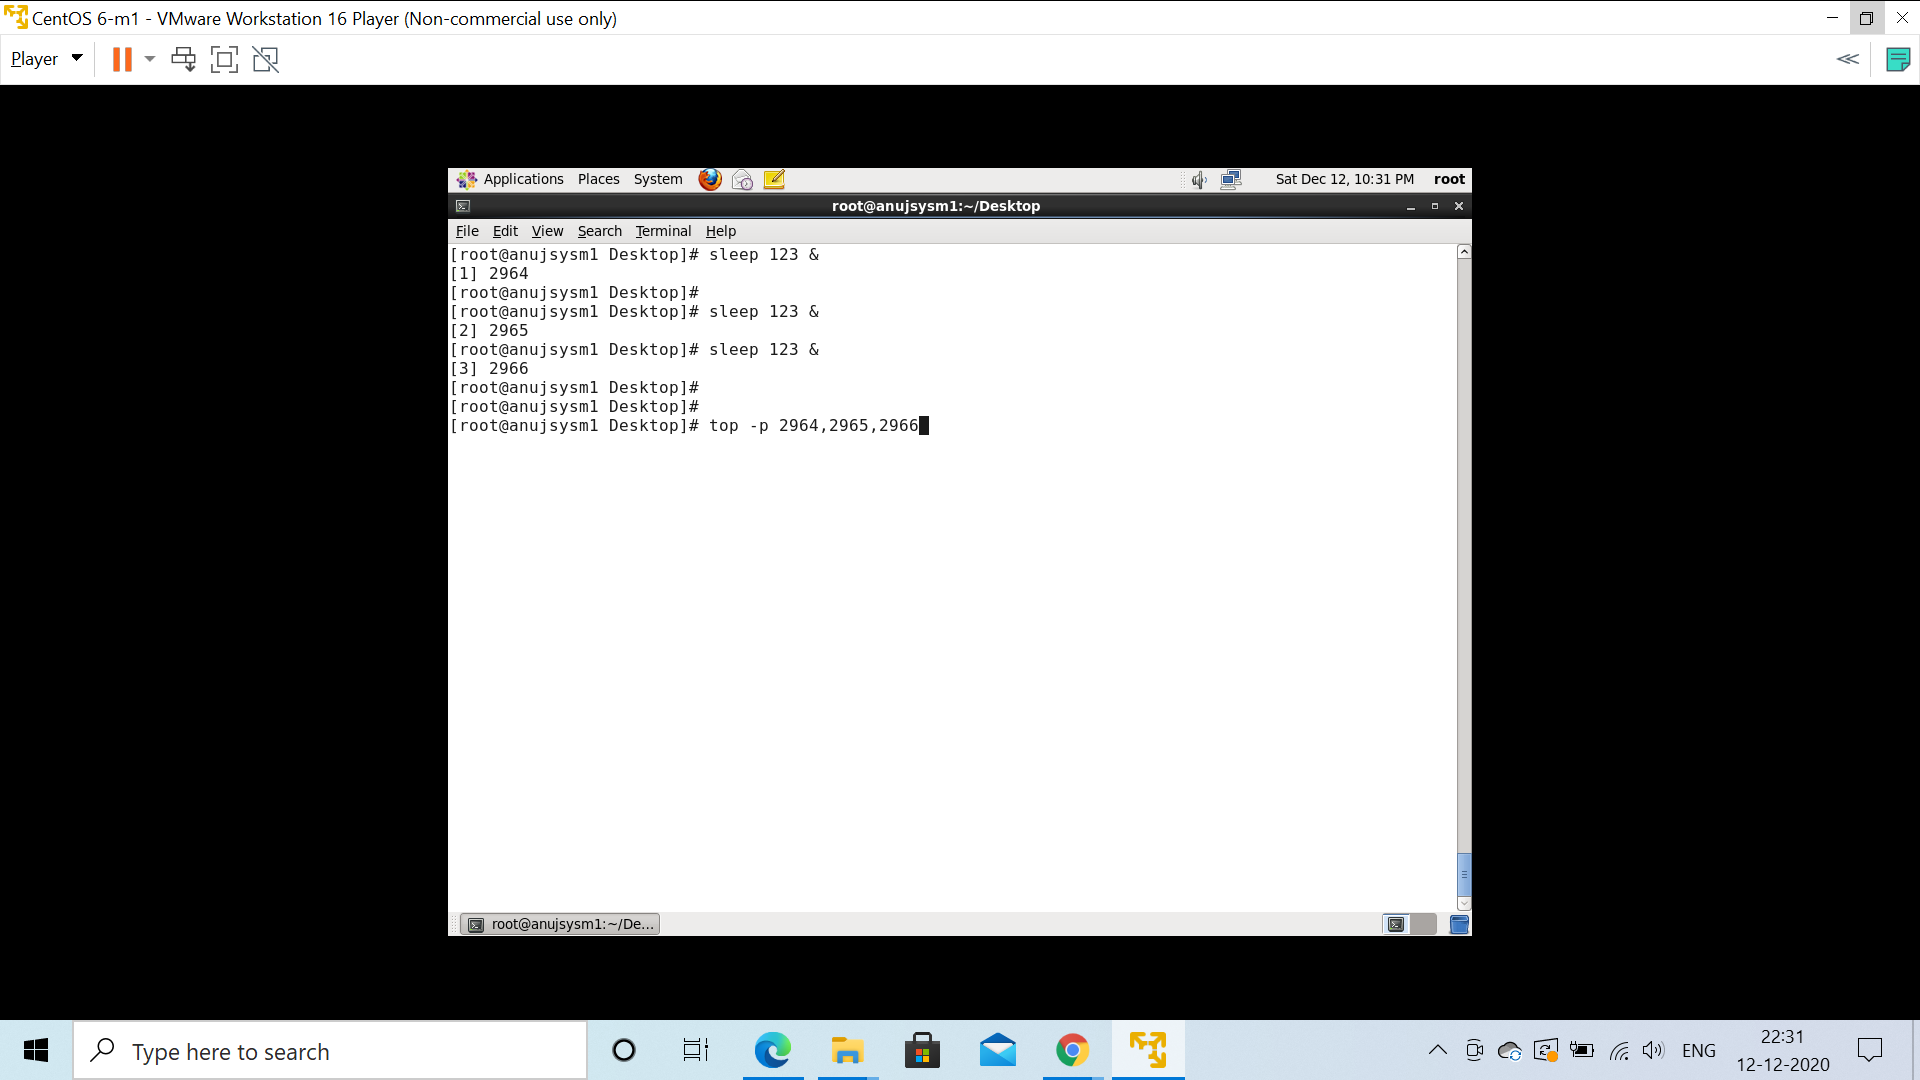 CentOS 6-m1 - VMware Workstation 16 Player (Non-commercial use only)
Player
Applications Places System Sat Dec 12, 10:31 PM root
root@anujsysm1:~/Desktop
File Edit View Search Terminal Help
[root@anujsysm1 Desktop]# sleep 123 &
[1] 2964
[root@anujsysm1 Desktop]#
[root@anujsysm1 Desktop]# sleep 123 &
[2] 2965
[root@anujsysm1 Desktop]# sleep 123 &
[3] 2966
[root@anujsysm1 Desktop]#
[root@anujsysm1 Desktop]#
[root@anujsysm1 Desktop]# top -p 2964,2965,2966
root@anujsysm1:~/De...
Type here to search
ENG
22:31
12-12-2020